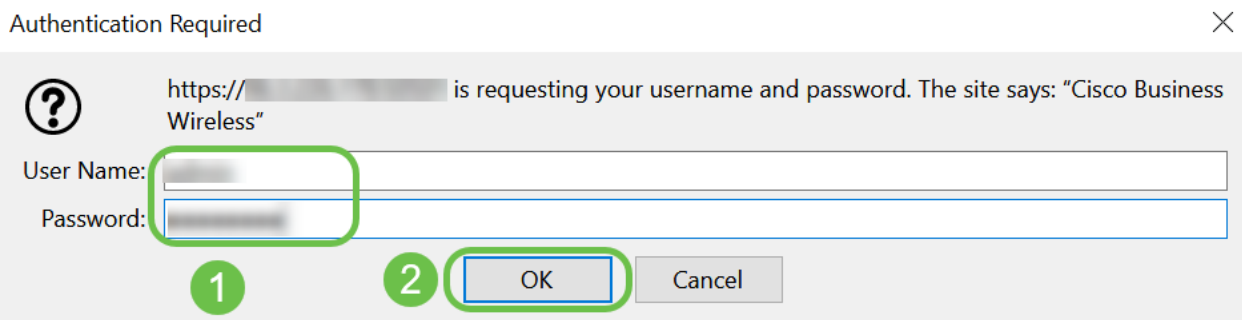 Authentication Required
https:// is requesting your username and password. The site says: “Cisco Business
Wireless”
User Name:
Password:
1
2
OK
Cancel